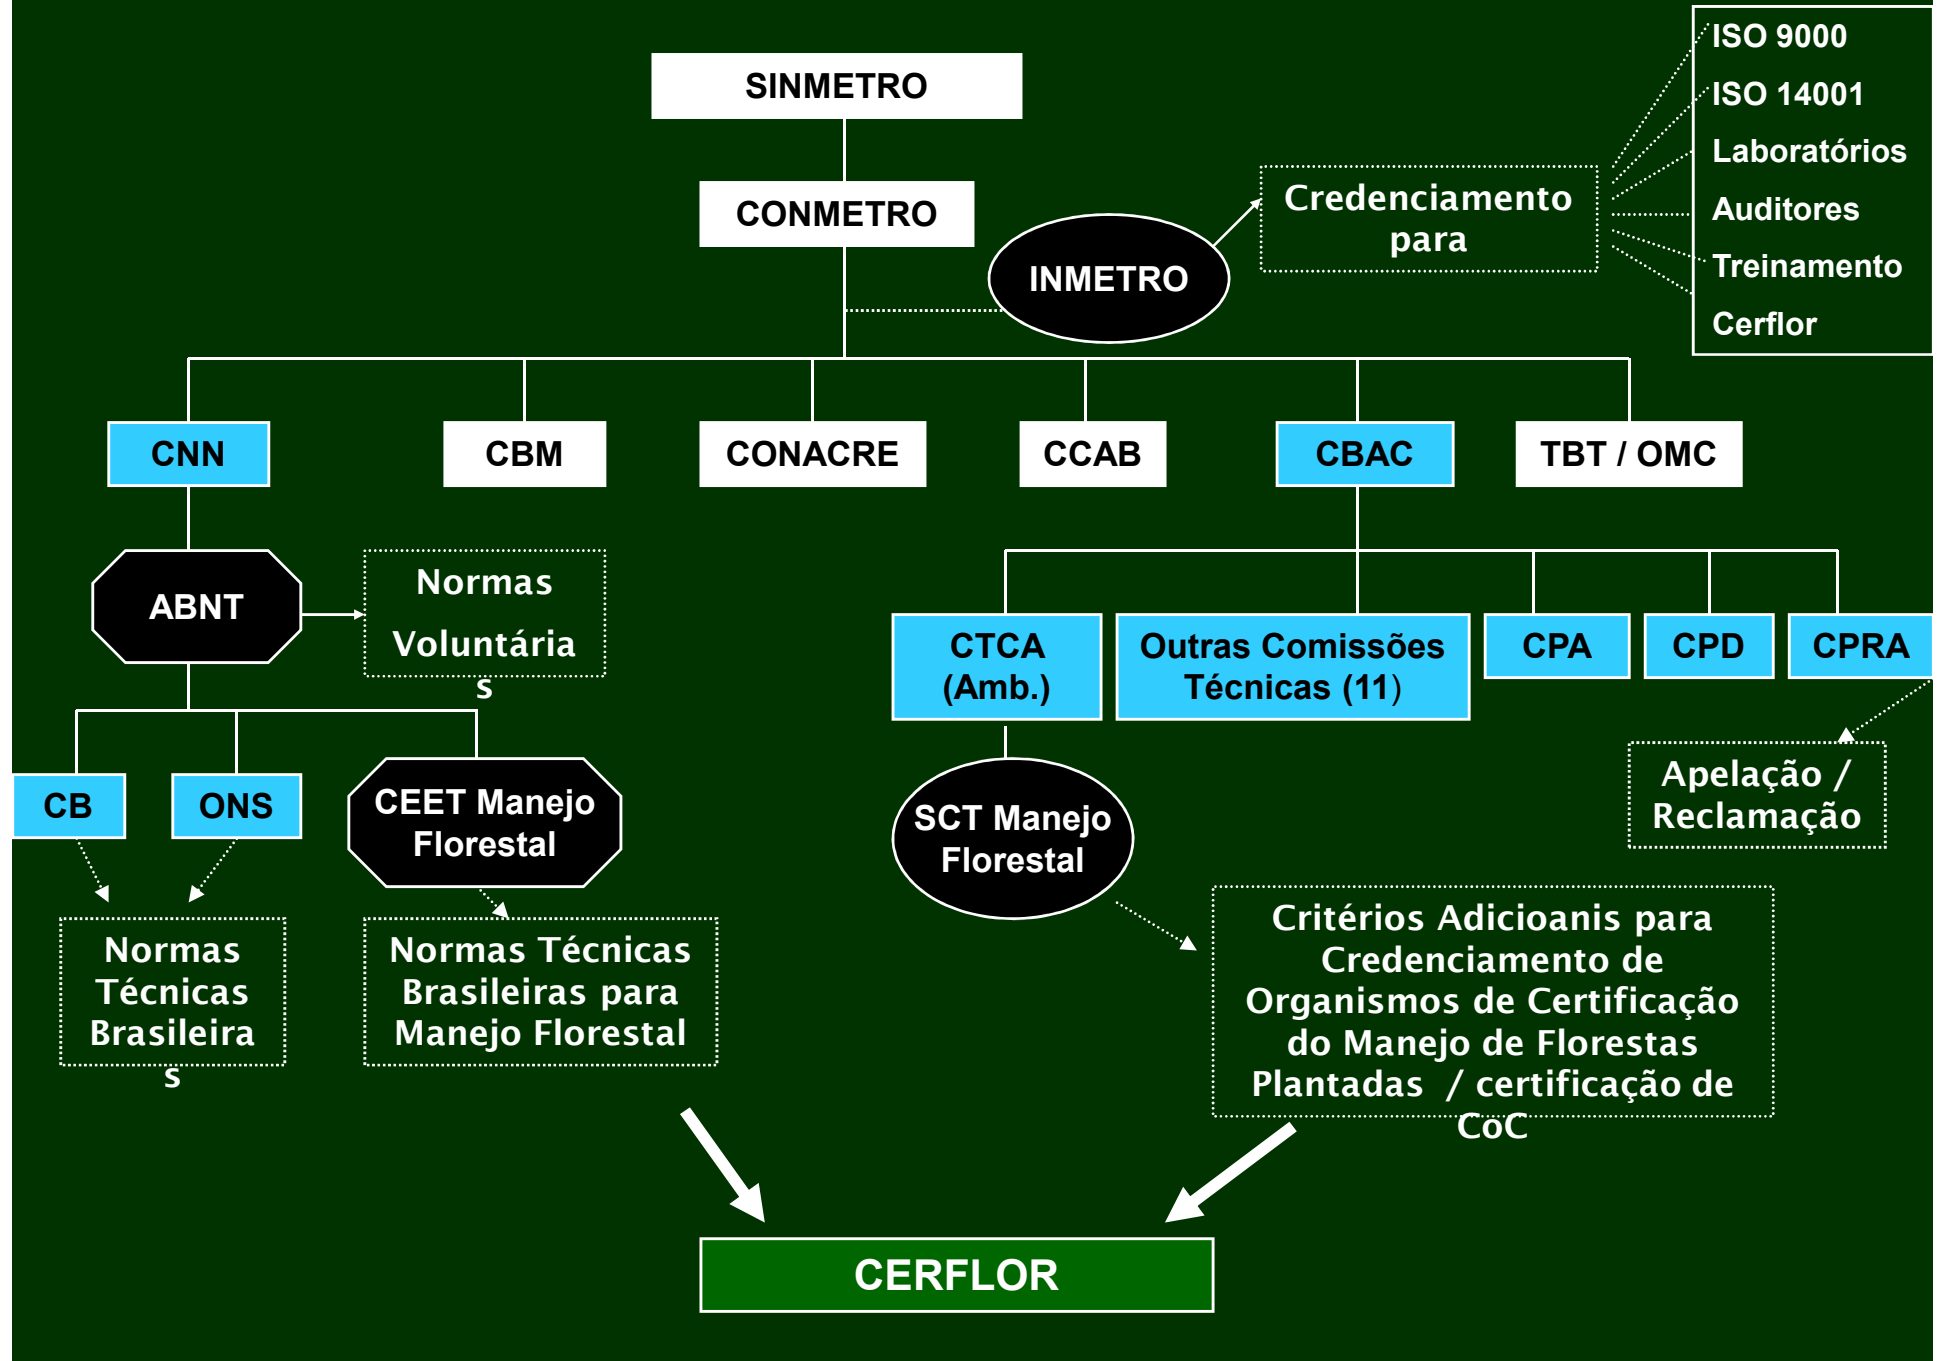 SINMETRO
CONMETRO
INMETRO
Credenciamento
para
ISO 9000
ISO 14001
Laboratórios
Auditores
Treinamento
Cerflor
CNN
CBM
CONACRE
CCAB
CBAC
TBT / OMC
ABNT
Normas
Voluntária
s
CTCA
(Amb.)
Outras Comissões
Técnicas (11)
CPA
CPD
CPRA
CB
ONS
CEET Manejo
Florestal
SCT Manejo
Florestal
Apelação /
Reclamação
Normas
Técnicas
Brasileira
s
Normas Técnicas
Brasileiras para
Manejo Florestal
Critérios Adicioanis para
Credenciamento de
Organismos de Certificação
do Manejo de Florestas
Plantadas / certificação de
CoC
CERFLOR